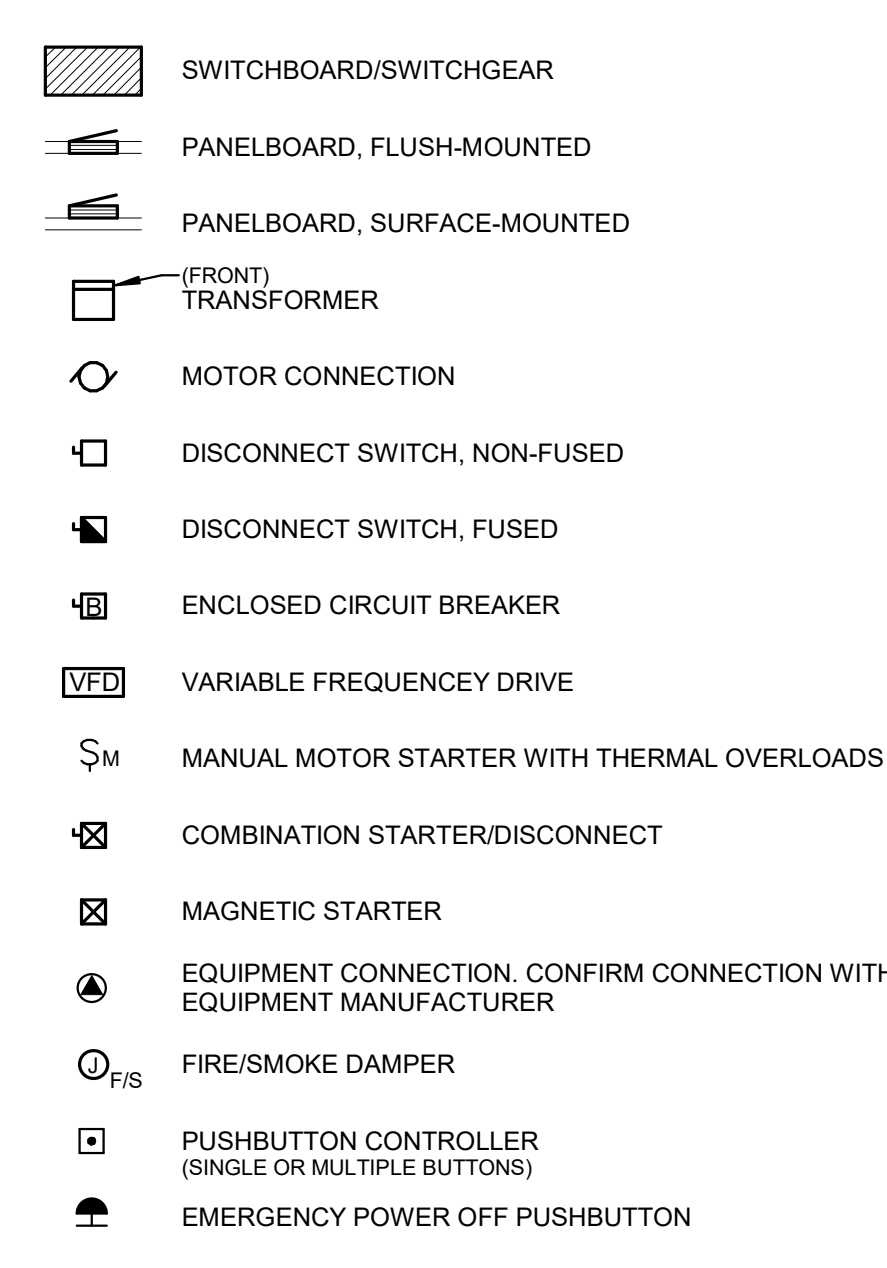 SWITCHBOARD/SWITCHGEAR
PANELBOARD, FLUSH-MOUNTED
PANELBOARD, SURFACE-MOUNTED
(FRONT)
TRANSFORMER
MOTOR CONNECTION
DISCONNECT SWITCH, NON-FUSED
DISCONNECT SWITCH, FUSED
B ENCLOSED CIRCUIT BREAKER
VFD VARIABLE FREQUENCEY DRIVE
$M MANUAL MOTOR STARTER WITH THERMAL OVERLOADS
COMBINATION STARTER/DISCONNECT
MAGNETIC STARTER
EQUIPMENT CONNECTION. CONFIRM CONNECTION WITH
EQUIPMENT MANUFACTURER
J F/S FIRE/SMOKE DAMPER
PUSHBUTTON CONTROLLER
(SINGLE OR MULTIPLE BUTTONS)
EMERGENCY POWER OFF PUSHBUTTON